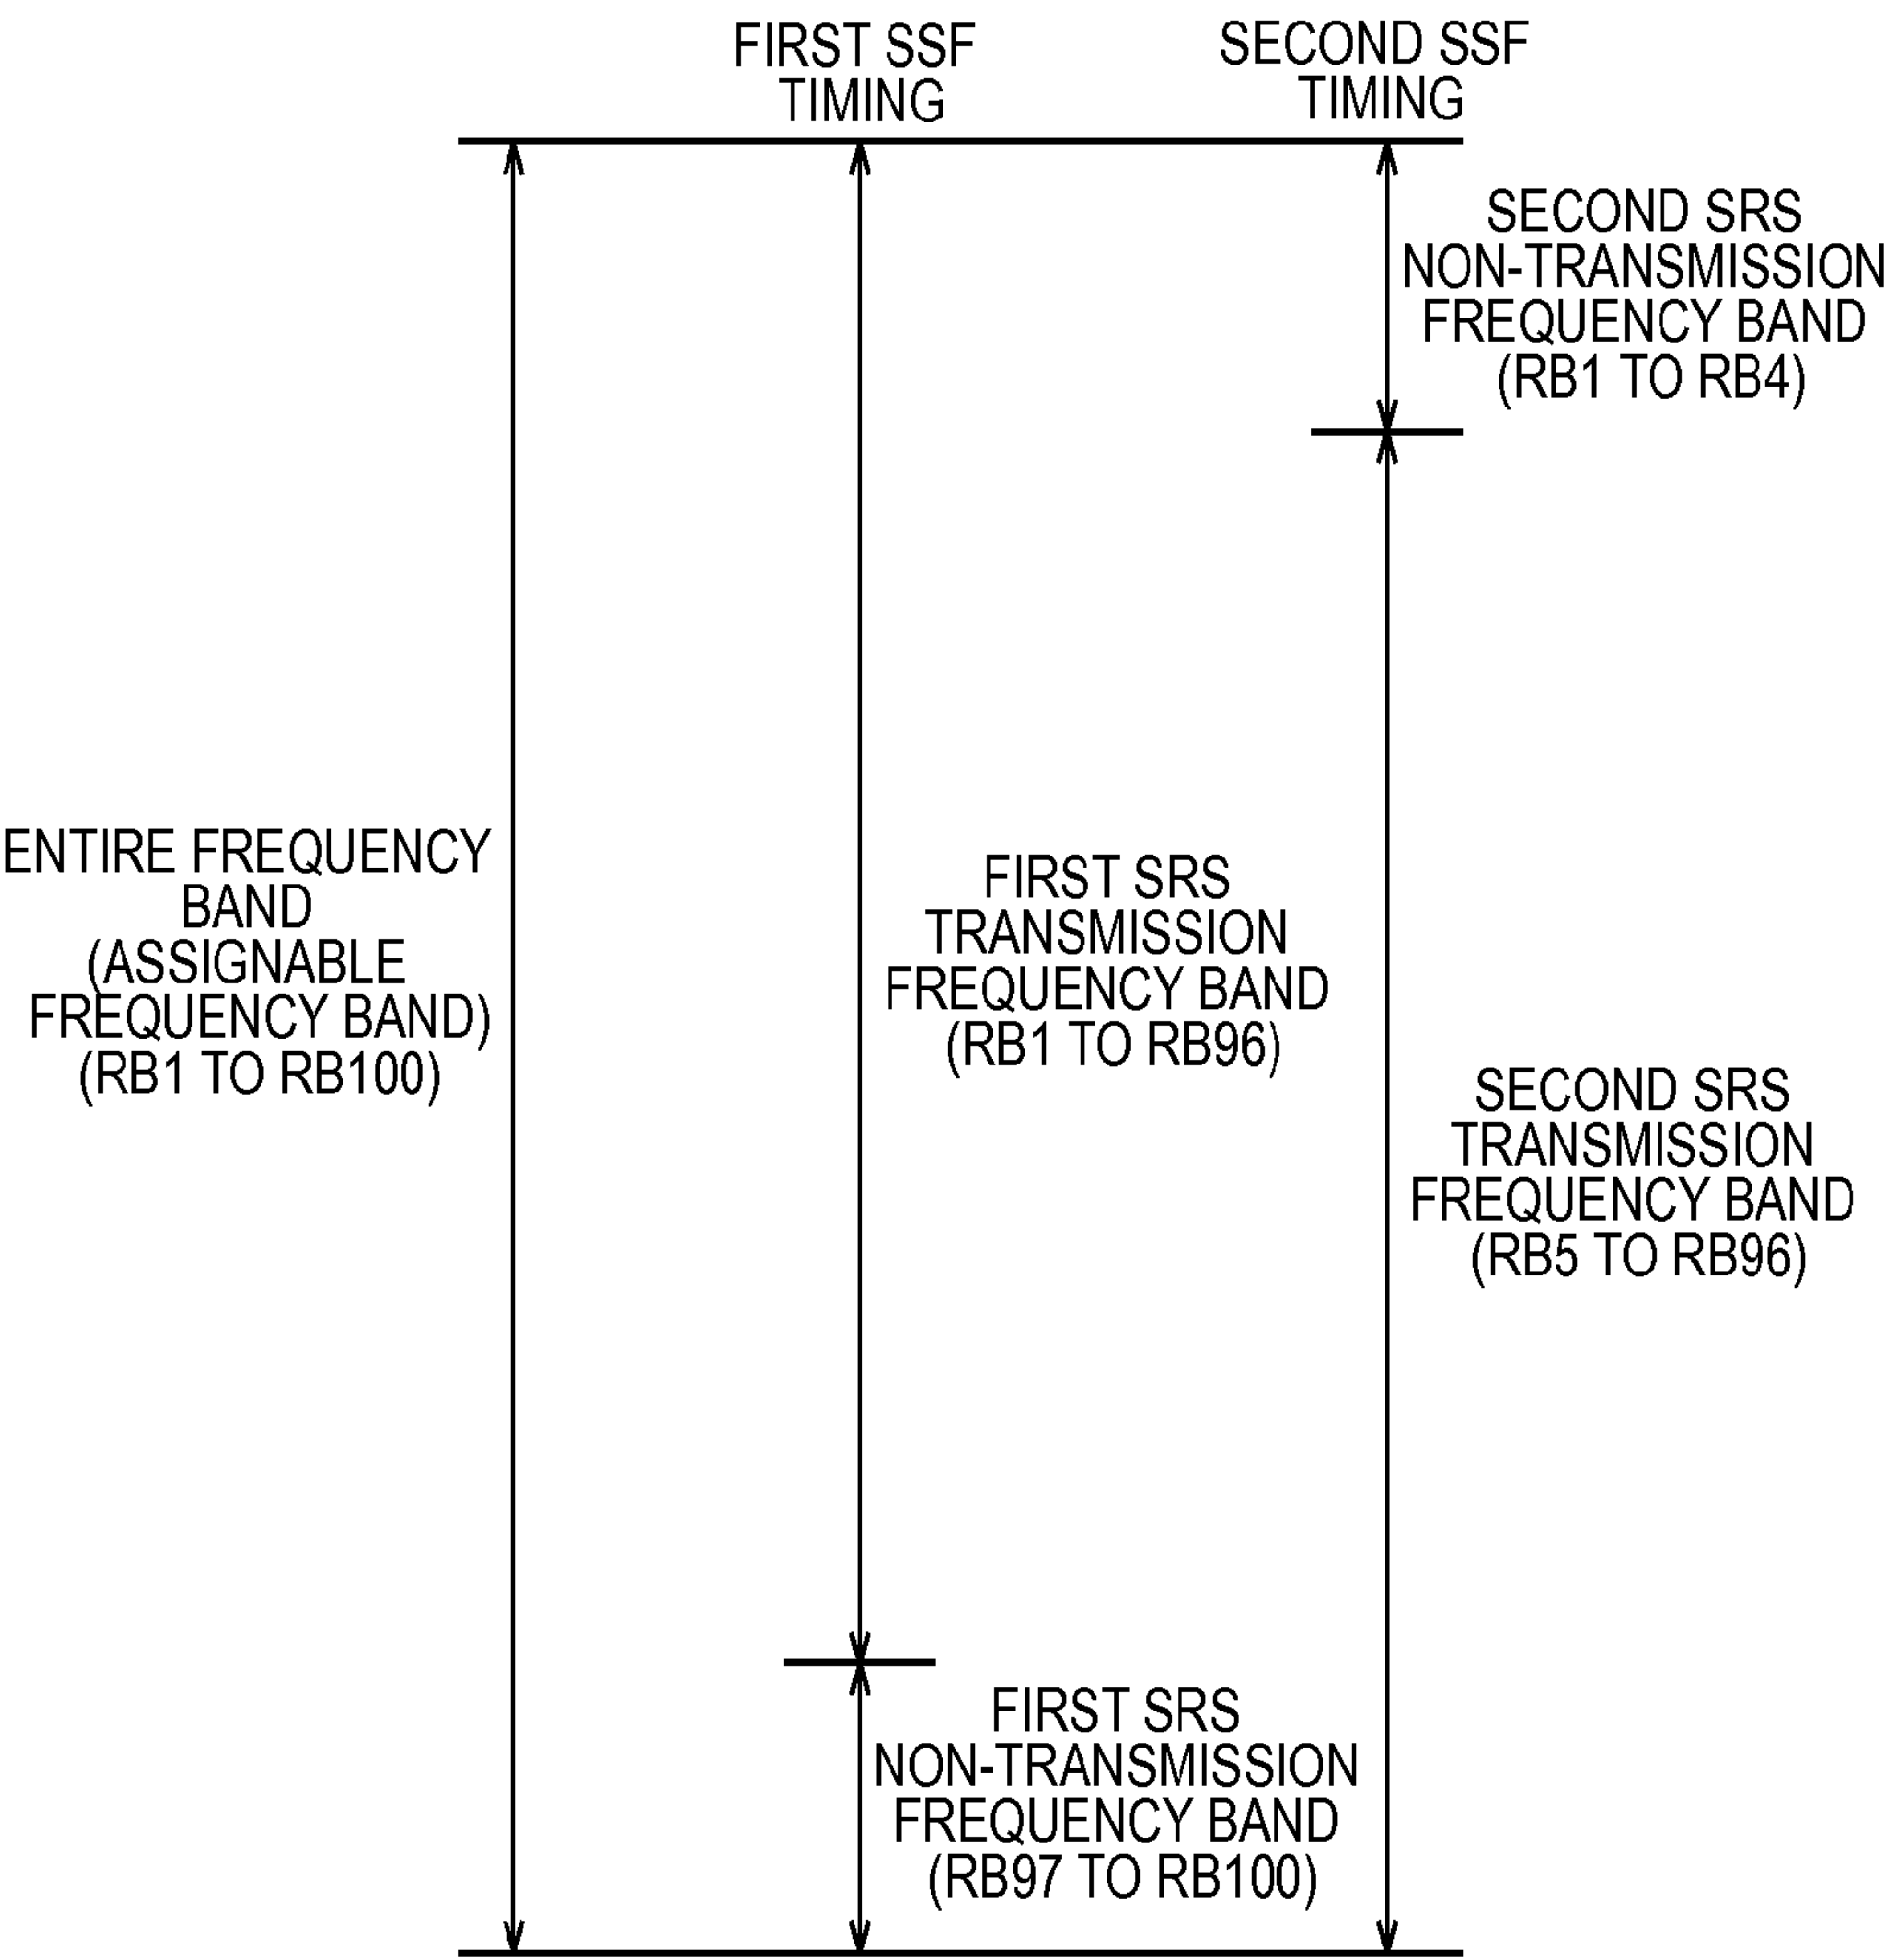 FIRST SSF
TIMING
SECOND SSF
TIMING
SECOND SRS
NON-TRANSMISSION
FREQUENCY BAND
(RB1 TO RB4)
ENTIRE FREQUENCY
BAND
(ASSIGNABLE
FREQUENCY BAND)
(RB1 TO RB100)
FIRST SRS
TRANSMISSION
FREQUENCY BAND
(RB1 TO RB96)
SECOND SRS
TRANSMISSION
FREQUENCY BAND
(RB5 TO RB96)
FIRST SRS
NON-TRANSMISSION
FREQUENCY BAND
(RB97 TO RB100)